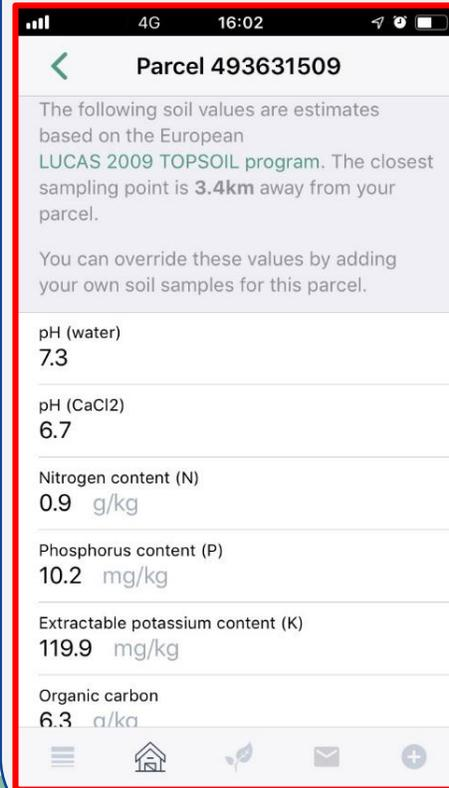 4G 16:02
Parcel 493631509
The following soil values are estimates
based on the European
LUCAS 2009 TOPSOIL program. The closest
sampling point is 3.4km away from your
parcel.
You can override these values by adding
your own soil samples for this parcel.
pH (water)
7.3
pH (CaCl2)
6.7
Nitrogen content (N)
0.9 g/kg
Phosphorus content (P)
10.2 mg/kg
Extractable potassium content (K)
119.9 mg/kg
Organic carbon
6.3 g/kg